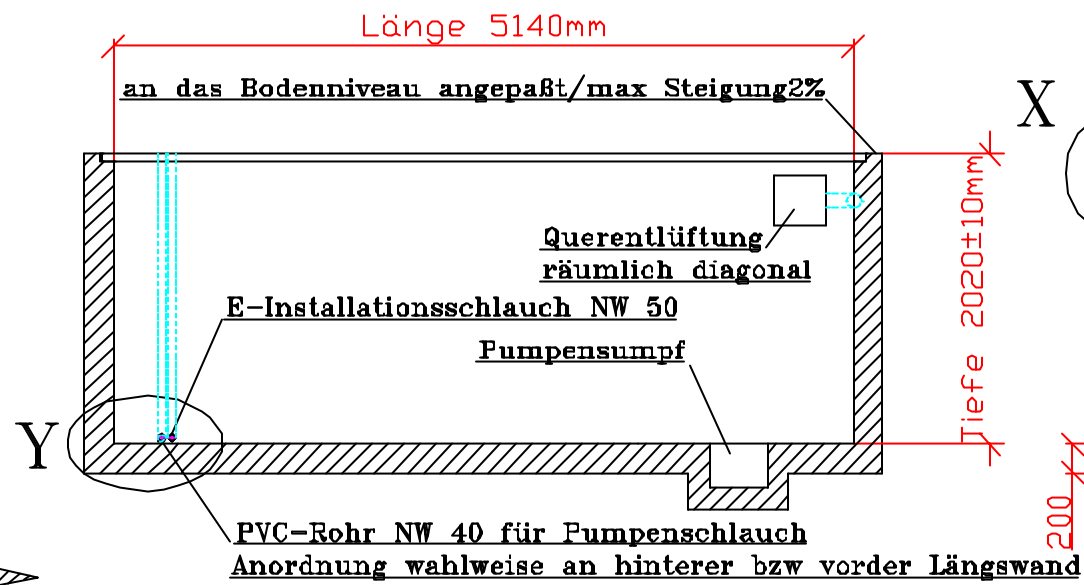 Länge 5140mm
an das Bodenniveau angepaßt/max Steigung2%
X
Tiefe 2020±10mm
Querentlüftung
räumlich diagonal
E-Installationsschlauch NW 50
Pumpensumpf
Y
200
PVC-Rohr NW 40 für Pumpenschlauch
Anordnung wahlweise an hinterer bzw vorder Längswand